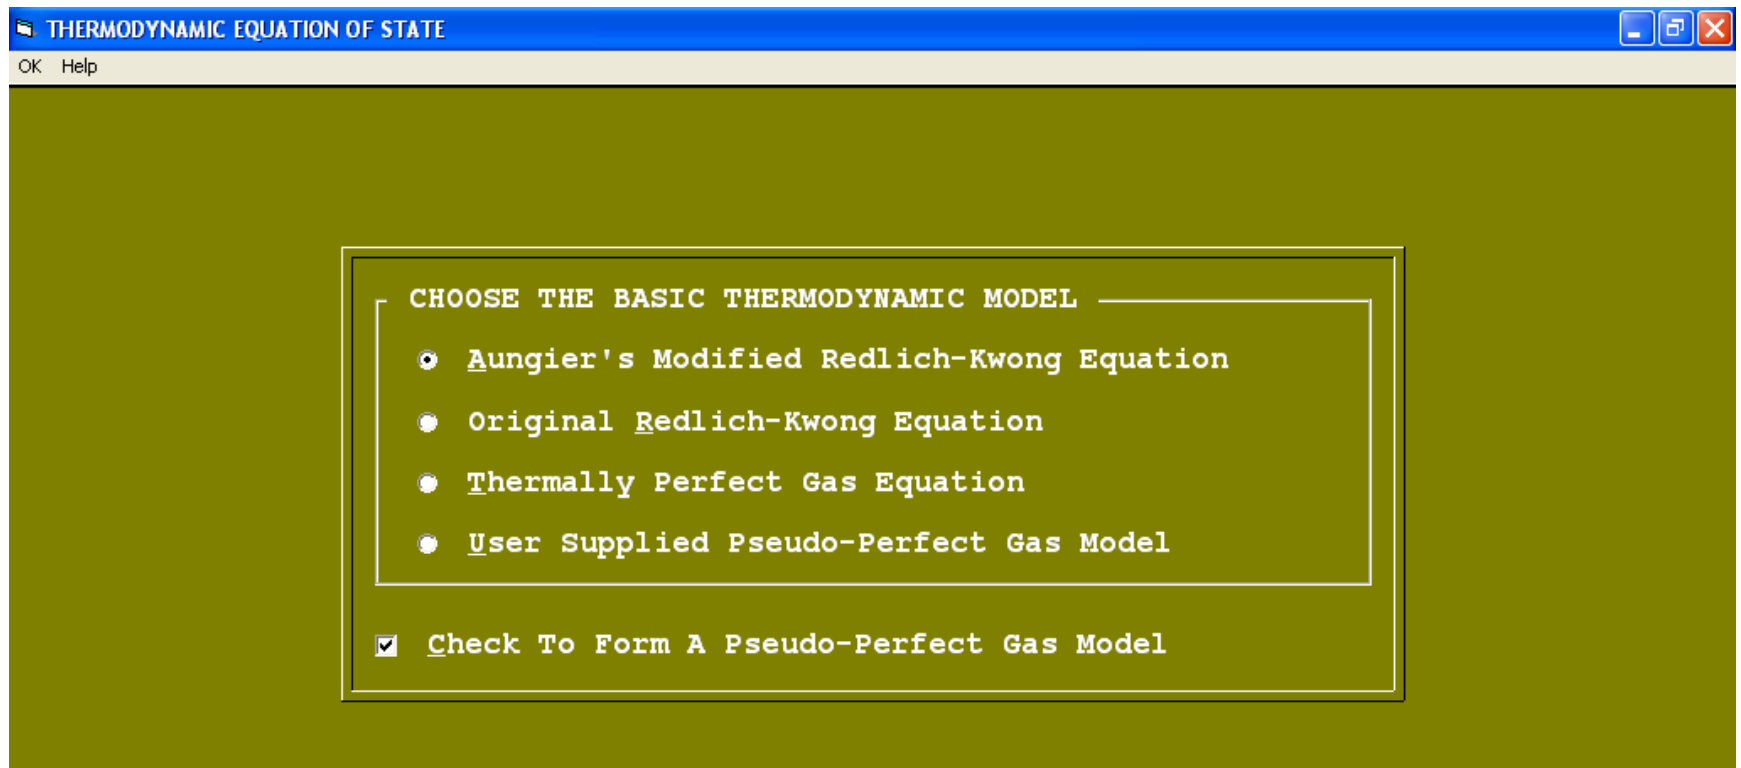 THERMODYNAMIC EQUATION OF STATE
OK Help
CHOOSE THE BASIC THERMODYNAMIC MODEL
Aungier's Modified Redlich-Kwong Equation
Original Redlich-Kwong Equation
Thermally Perfect Gas Equation
User Supplied Pseudo-Perfect Gas Model
Check To Form A Pseudo-Perfect Gas Model